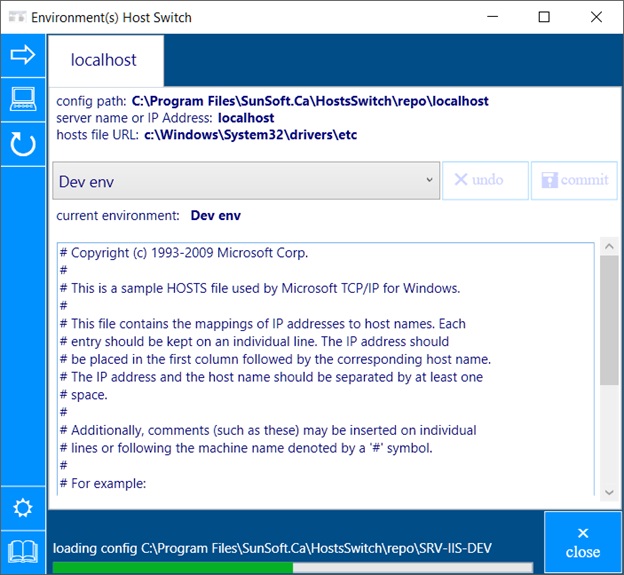 Environment(s) Host Switch
localhost
config path: C:\Program Files\SunSoft.Ca\HostsSwitch\repo\localhost
server name or IP Address: localhost
hosts file URL: c:\Windows\System32\drivers\etc
Dev env
undo
commit
current environment: Dev env
# Copyright (c) 1993-2009 Microsoft Corp.
#
# This is a sample HOSTS file used by Microsoft TCP/IP for Windows.
#
# This file contains the mappings of IP addresses to host names. Each
# entry should be kept on an individual line. The IP address should
# be placed in the first column followed by the corresponding host name.
# The IP address and the host name should be separated by at least one
# space.
#
# Additionally, comments (such as these) may be inserted on individual
# lines or following the machine name denoted by a '#' symbol.
#
# For example:
loading config C:\Program Files\SunSoft.Ca\HostsSwitch\repo\SRV-IIS-DEV
close